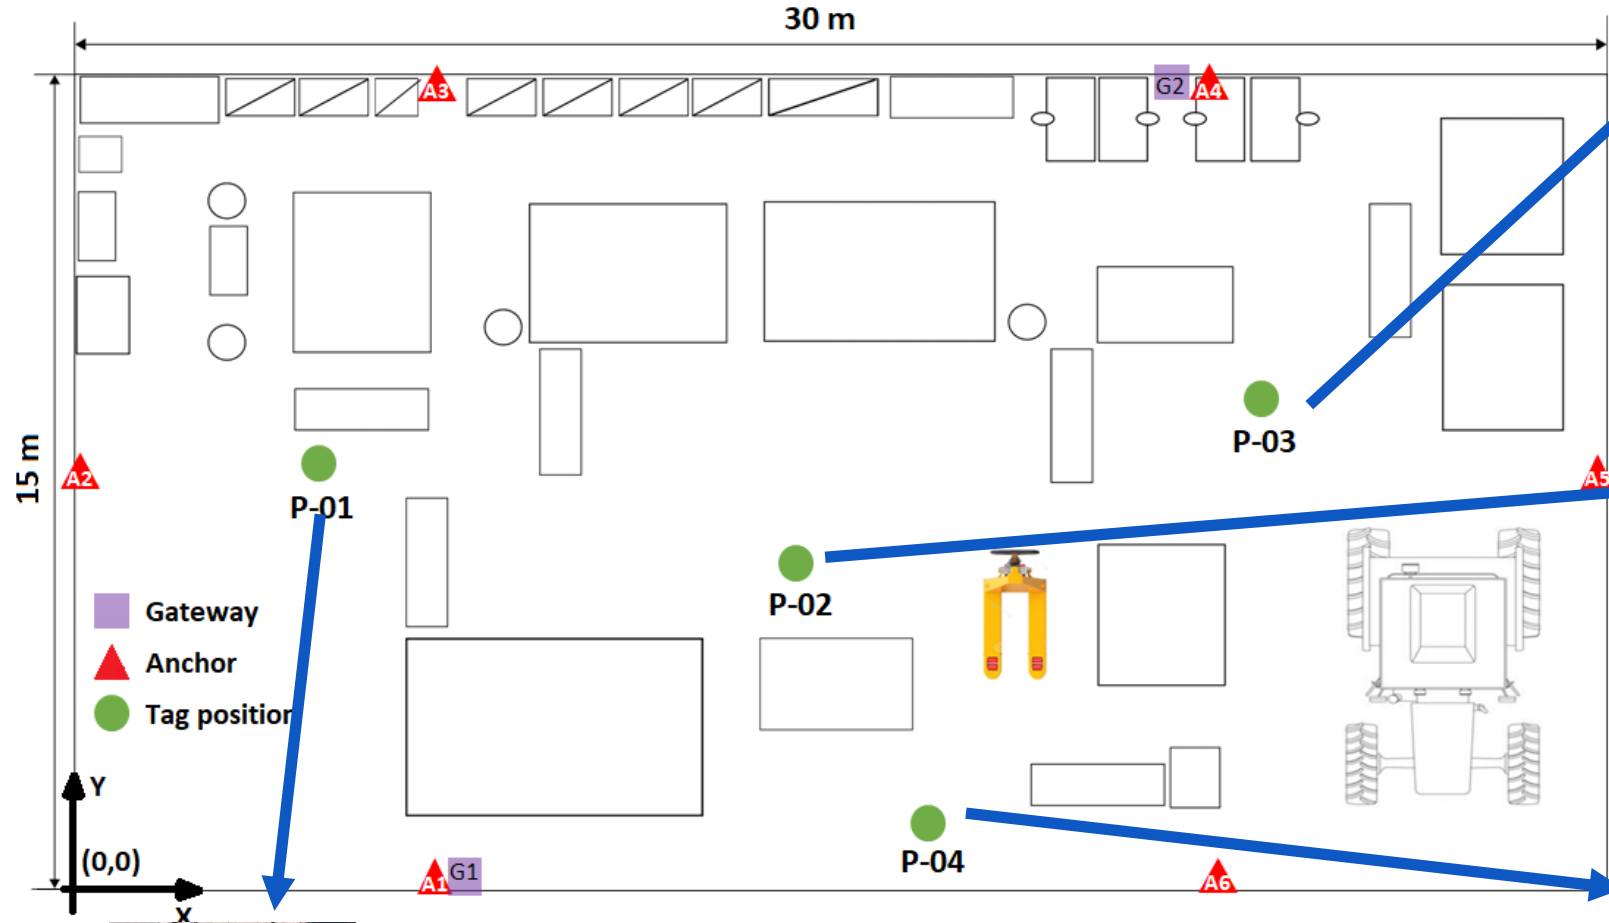 30 m
A3
G2
A4
15 m
A2
P-01
P-03
A5
P-02
Gateway
Anchor
Tag position
Y
(0,0)
X
A1
G1
P-04
A6